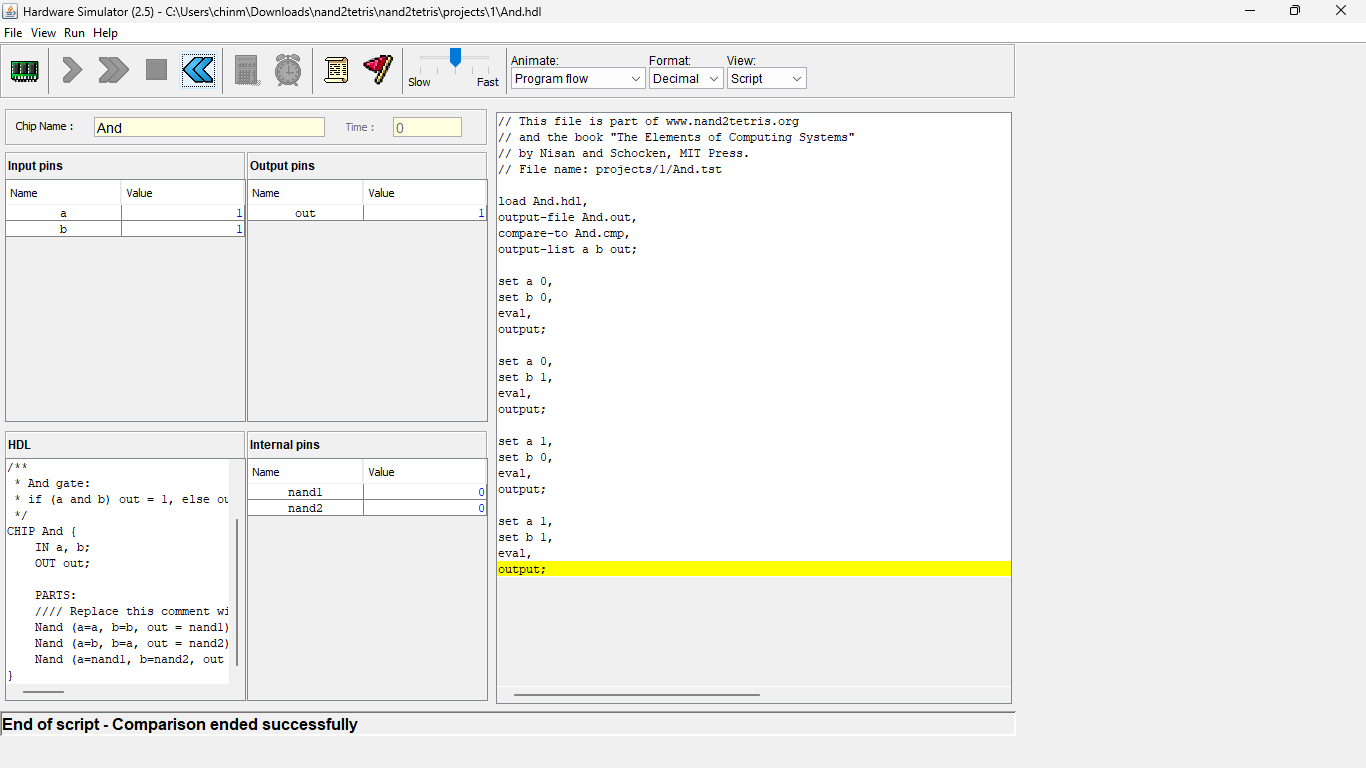 Hardware Simulator (2.5) - C:\Users\chinm\Downloads\nand2tetris\nand2tetris\projects\1\And.hdl
File View Run Help
Slow Fast
Animate: Format: View:
Program flow Decimal Script
Chip Name : And Time : 0
Input pins
Name Value
a 1
b 1
Output pins
Name Value
out 1
HDL
/**
* And gate:
* if (a and b) out = 1, else ou
*/
CHIP And {
IN a, b;
OUT out;
PARTS:
//// Replace this comment wi
Nand (a=a, b=b, out = nand1)
Nand (a=b, b=a, out = nand2)
Nand (a=nand1, b=nand2, out
}
Internal pins
Name Value
nand1 0
nand2 0
// This file is part of www.nand2tetris.org
// and the book "The Elements of Computing Systems"
// by Nisan and Schocken, MIT Press.
// File name: projects/1/And.tst
load And.hdl,
output-file And.out,
compare-to And.cmp,
output-list a b out;
set a 0,
set b 0,
eval,
output;
set a 0,
set b 1,
eval,
output;
set a 1,
set b 0,
eval,
output;
set a 1,
set b 1,
eval,
output;
End of script - Comparison ended successfully